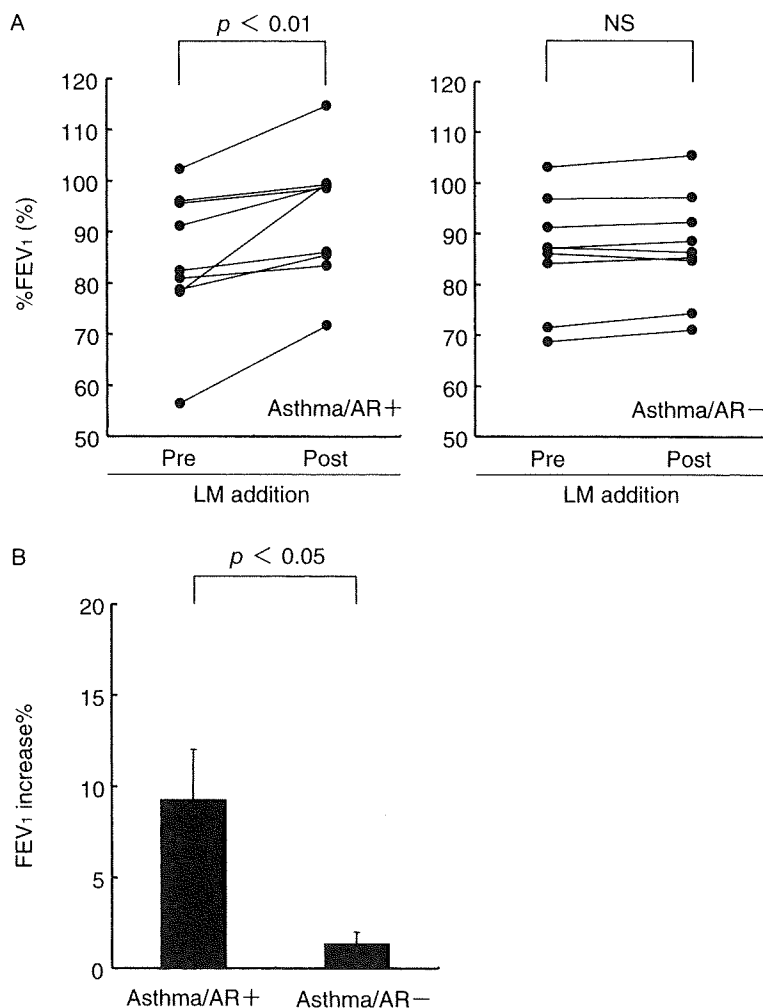 A
p < 0.01
NS
%FEV1 (%)
120
110
100
90
80
70
60
50
Asthma/AR+
Pre
Post
LM addition
120
110
100
90
80
70
60
50
Asthma/AR−
Pre
Post
LM addition
B
p < 0.05
FEV1 increase%
20
15
10
5
0
Asthma/AR+
Asthma/AR−